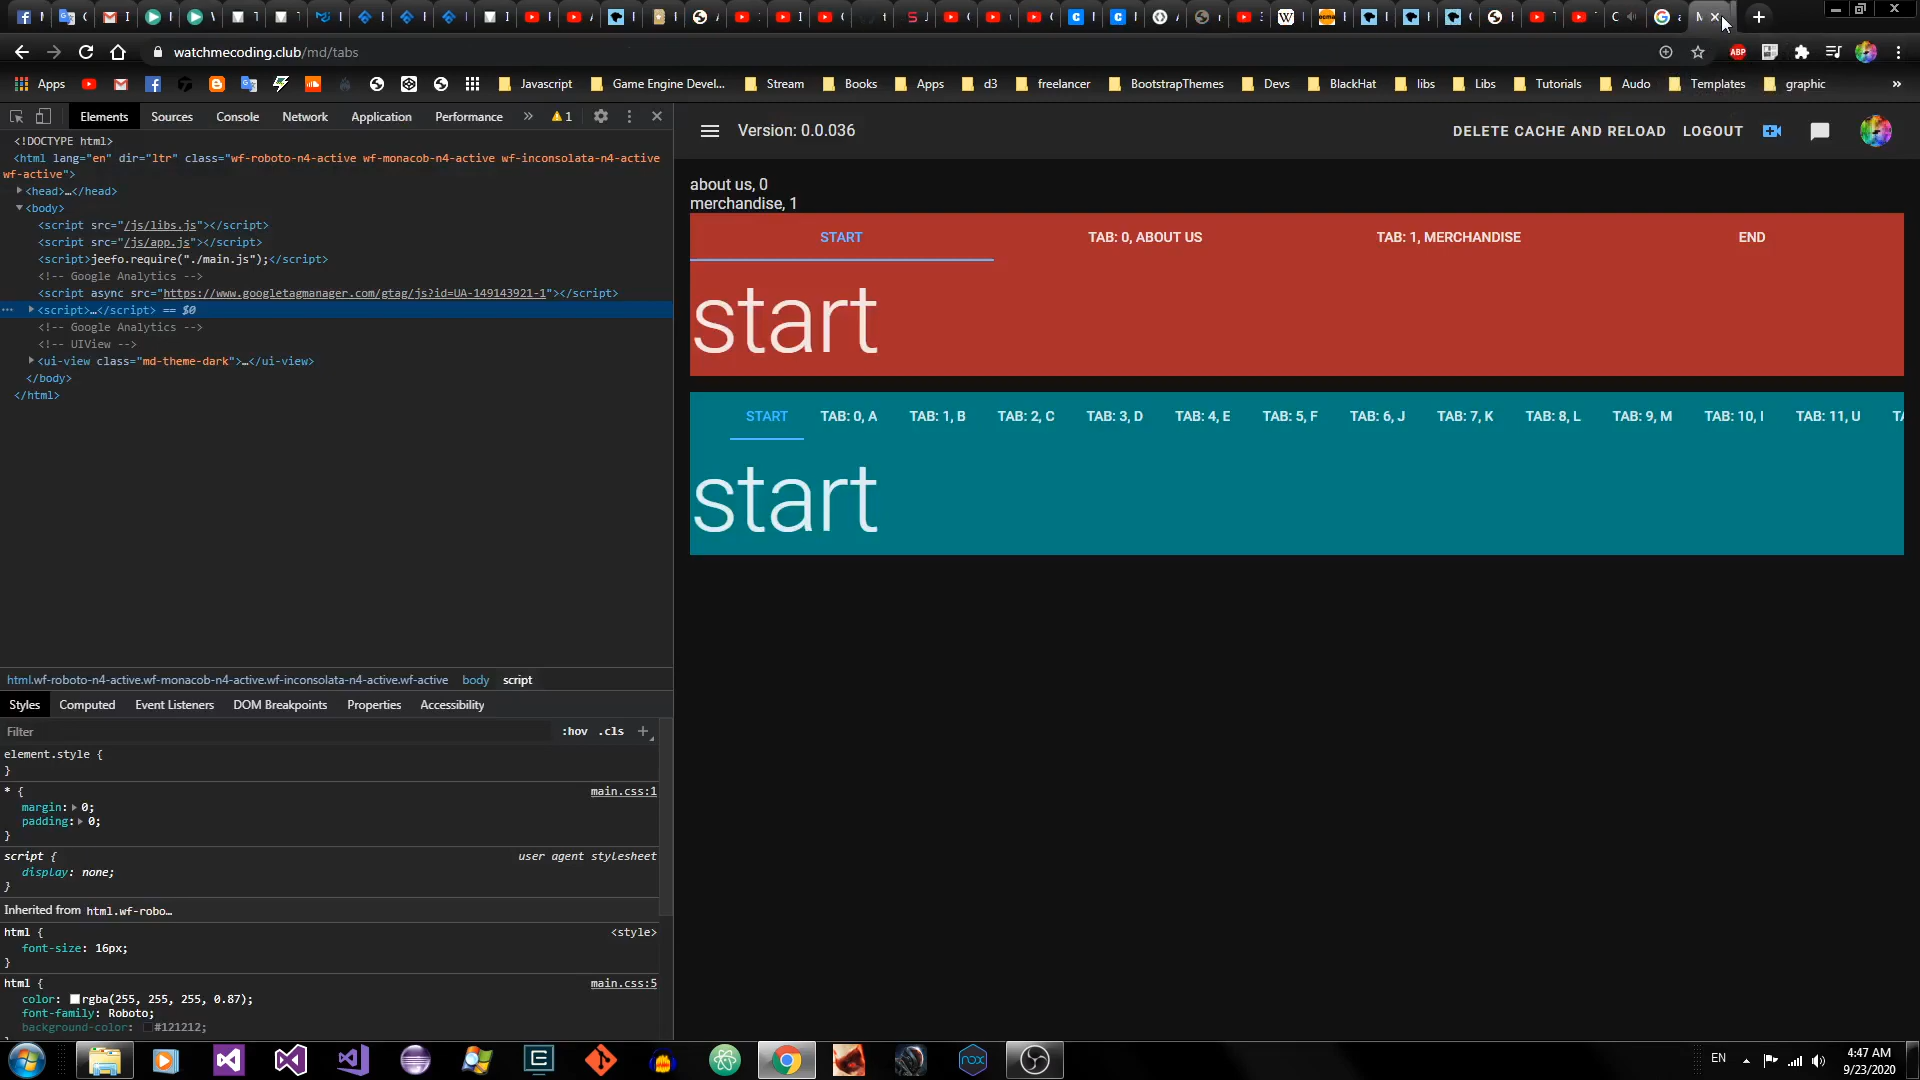 watchmecoding.club/md/tabs
Apps Javascript Game Engine Devel... Stream Books Apps d3 freelancer BootstrapThemes Devs BlackHat libs Libs Tutorials Audo Templates graphic »
Elements Sources Console Network Application Performance » 1
Version: 0.0.036 DELETE CACHE AND RELOAD LOGOUT
<!DOCTYPE html>
<html lang="en" dir="ltr" class="wf-roboto-n4-active wf-monacob-n4-active wf-inconsolata-n4-active
wf-active">
<head>…</head>
<body>
<script src="/js/libs.js"></script>
<script src="/js/app.js"></script>
<script>jeefo.require("./main.js");</script>
<!-- Google Analytics -->
<script async src="https://www.googletagmanager.com/gtag/js?id=UA-149143921-1"></script>
<script>…</script> == $0
<!-- Google Analytics -->
<!-- UIView -->
<ui-view class="md-theme-dark">…</ui-view>
</body>
</html>
about us, 0
merchandise, 1
START TAB: 0, ABOUT US TAB: 1, MERCHANDISE END
start
START TAB: 0, A TAB: 1, B TAB: 2, C TAB: 3, D TAB: 4, E TAB: 5, F TAB: 6, J TAB: 7, K TAB: 8, L TAB: 9, M TAB: 10, I TAB: 11, U
start
html.wf-roboto-n4-active.wf-monacob-n4-active.wf-inconsolata-n4-active.wf-active body script
Styles Computed Event Listeners DOM Breakpoints Properties Accessibility
Filter :hov .cls +
element.style {
}
* { main.css:1
margin: 0;
padding: 0;
}
script { user agent stylesheet
display: none;
}
Inherited from html.wf-robo…
html { <style>
font-size: 16px;
}
html { main.css:5
color: rgba(255, 255, 255, 0.87);
font-family: Roboto;
background-color: #121212;
EN 4:47 AM
9/23/2020